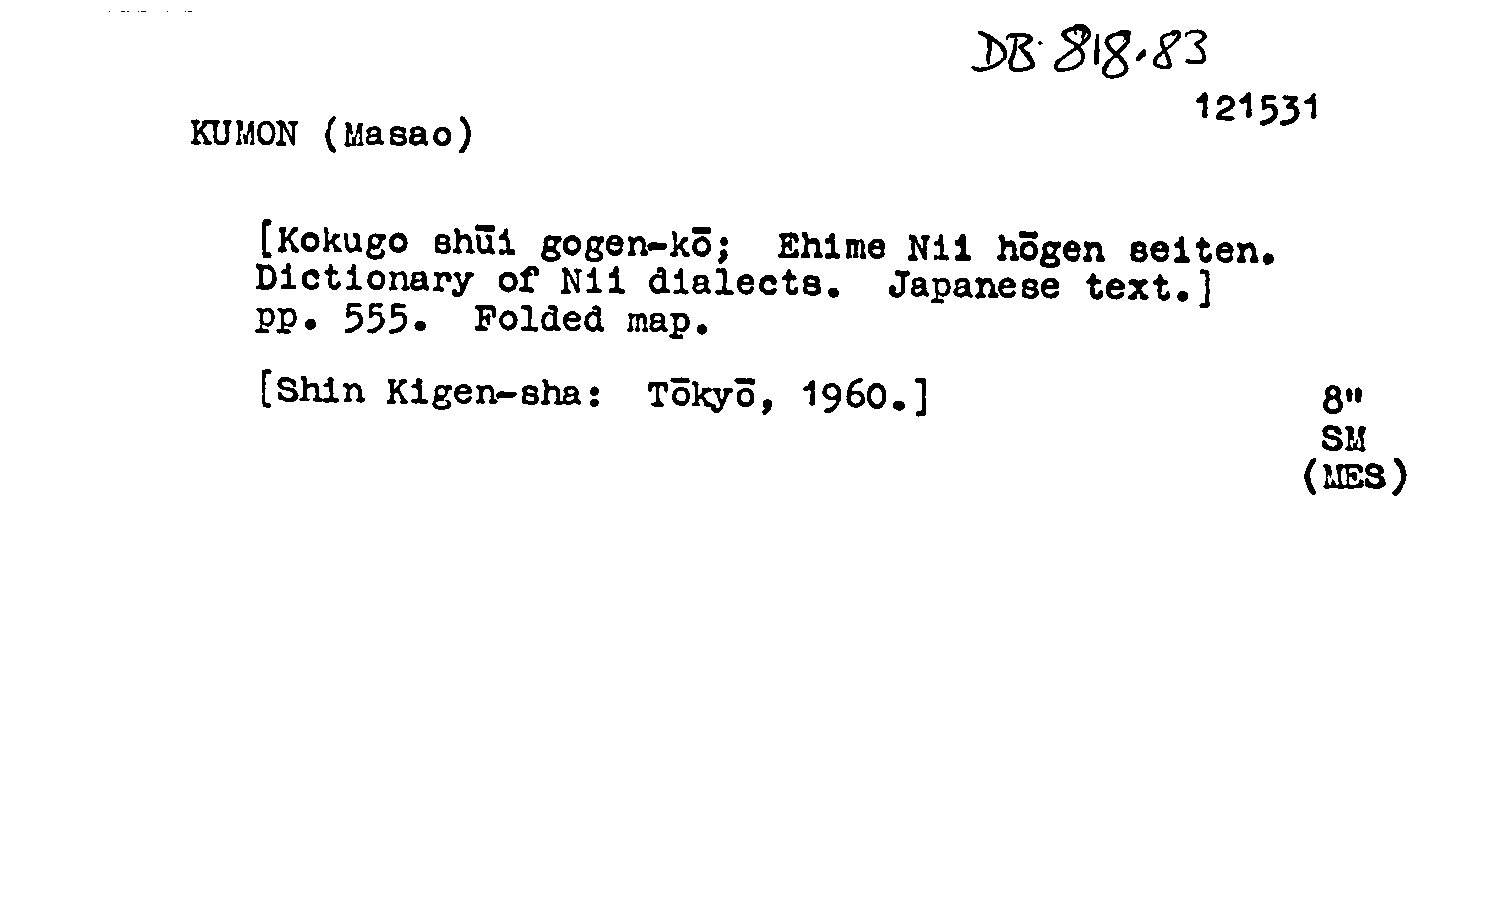 DB 818.83
121531
KUMON (Masao)
[Kokugo shūi gogen-kō; Ehime Nii hōgen seiten.
Dictionary of Nii dialects. Japanese text.]
pp. 555. Folded map.
[Shin Kigen-sha: Tōkyō, 1960.]
8"
SM
(MES)